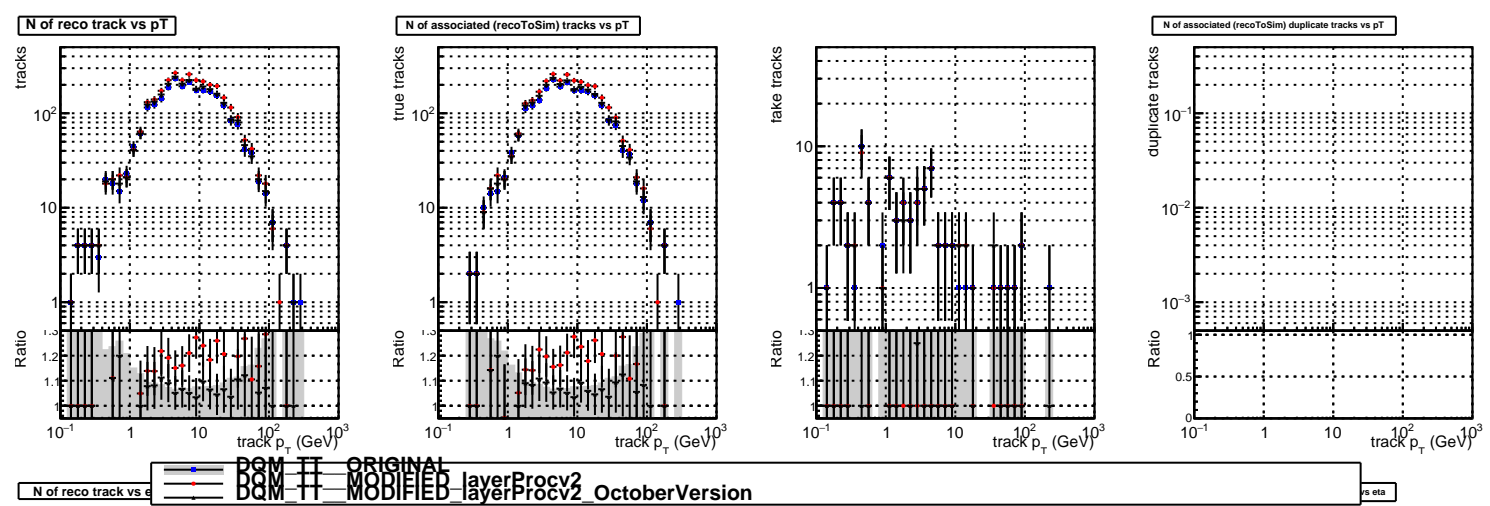 N of reco track vs pT
N of associated (recoToSim) tracks vs pT
N of associated (recoToSim) duplicate tracks vs pT
tracks
10²
10
1
Ratio
1.3
1.2
1.1
1
10⁻¹ 1 10 10² 10³
track p_T (GeV)
true tracks
10²
10
1
Ratio
1.3
1.2
1.1
1
10⁻¹ 1 10 10² 10³
track p_T (GeV)
fake tracks
10
1
Ratio
1.3
1.2
1.1
1
10⁻¹ 1 10 10² 10³
track p_T (GeV)
duplicate tracks
10⁻¹
10⁻²
10⁻³
Ratio
1
0.5
0
10⁻¹ 1 10 10² 10³
track p_T (GeV)
DQM_TT__ORIGINAL
DQM_TT__MODIFIED_layerProcv2
DQM_TT__MODIFIED_layerProcv2_OctoberVersion
N of reco track vs e
vs eta